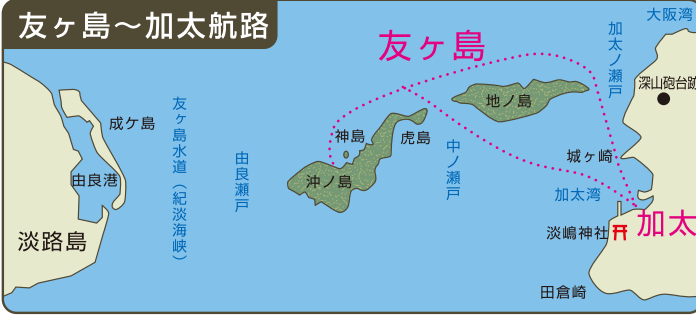 友ヶ島～加太航路
大阪湾
友ヶ島
加太ノ瀬戸
深山砲台跡
成ケ島
友ヶ島水道（紀淡海峡）
神島
虎島
地ノ島
中ノ瀬戸
由良瀬戸
城ヶ崎
由良港
沖ノ島
加太湾
加太
淡路島
淡嶋神社
田倉崎